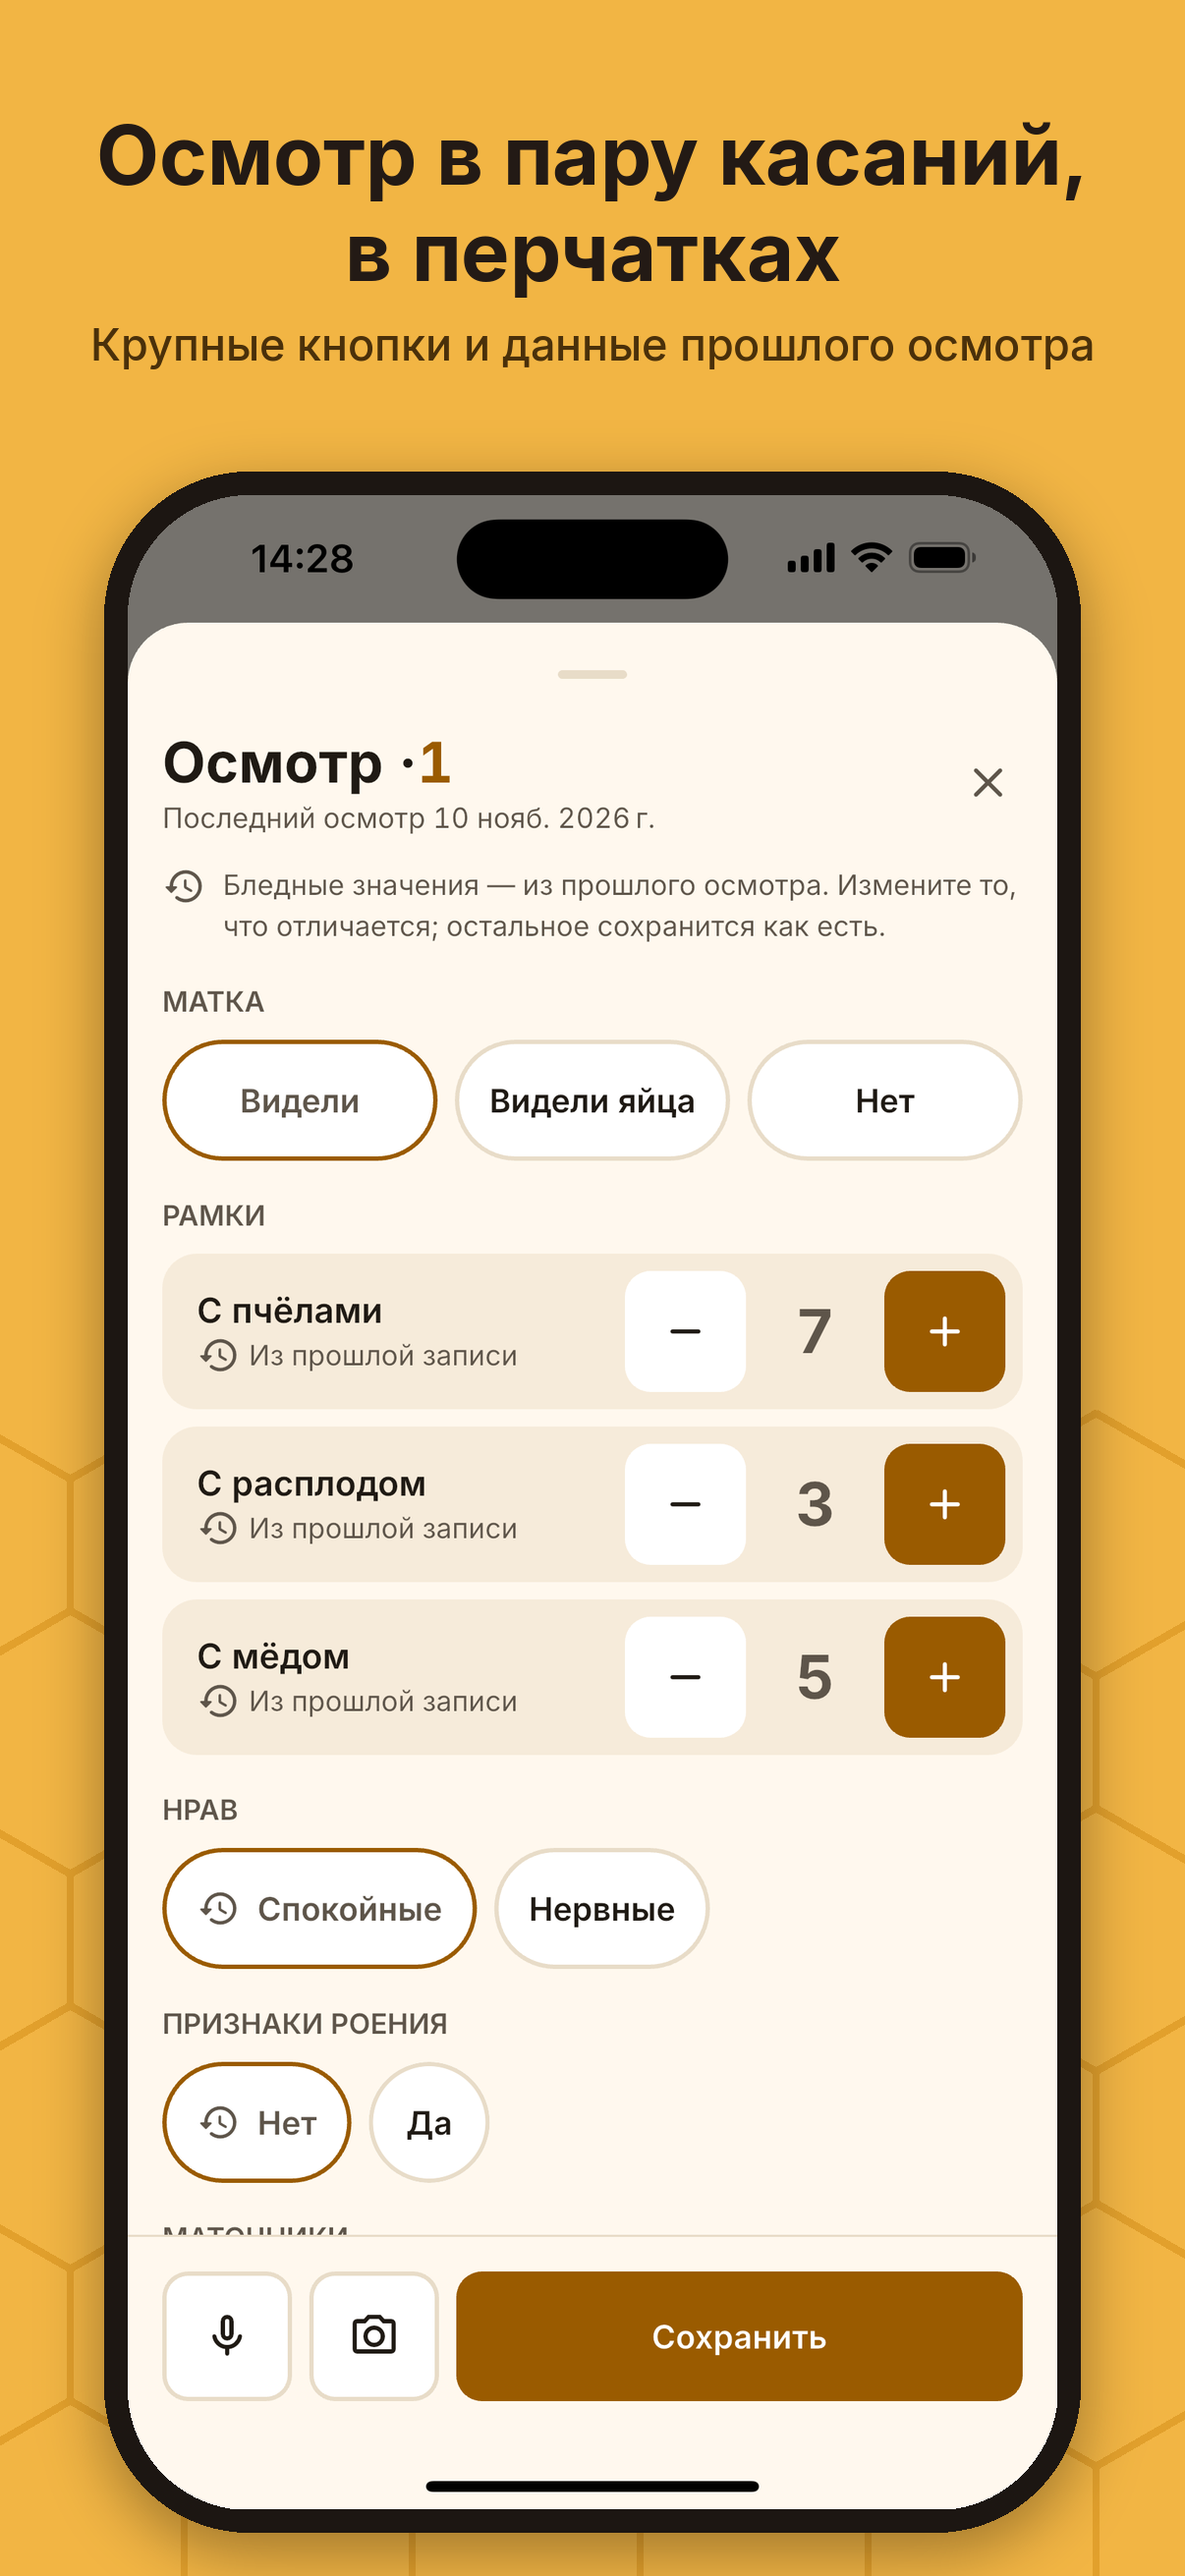 Осмотр в пару касаний,
в перчатках
Крупные кнопки и данные прошлого осмотра
14:28
Осмотр ·1
Последний осмотр 10 нояб. 2026 г.
Бледные значения — из прошлого осмотра. Измените то,
что отличается; остальное сохранится как есть.
МАТКА
Видели
Видели яйца
Нет
РАМКИ
С пчёлами
Из прошлой записи
− 7 +
С расплодом
Из прошлой записи
− 3 +
С мёдом
Из прошлой записи
− 5 +
НРАВ
Спокойные
Нервные
ПРИЗНАКИ РОЕНИЯ
Нет
Да
МАТОЧНИКИ
Сохранить